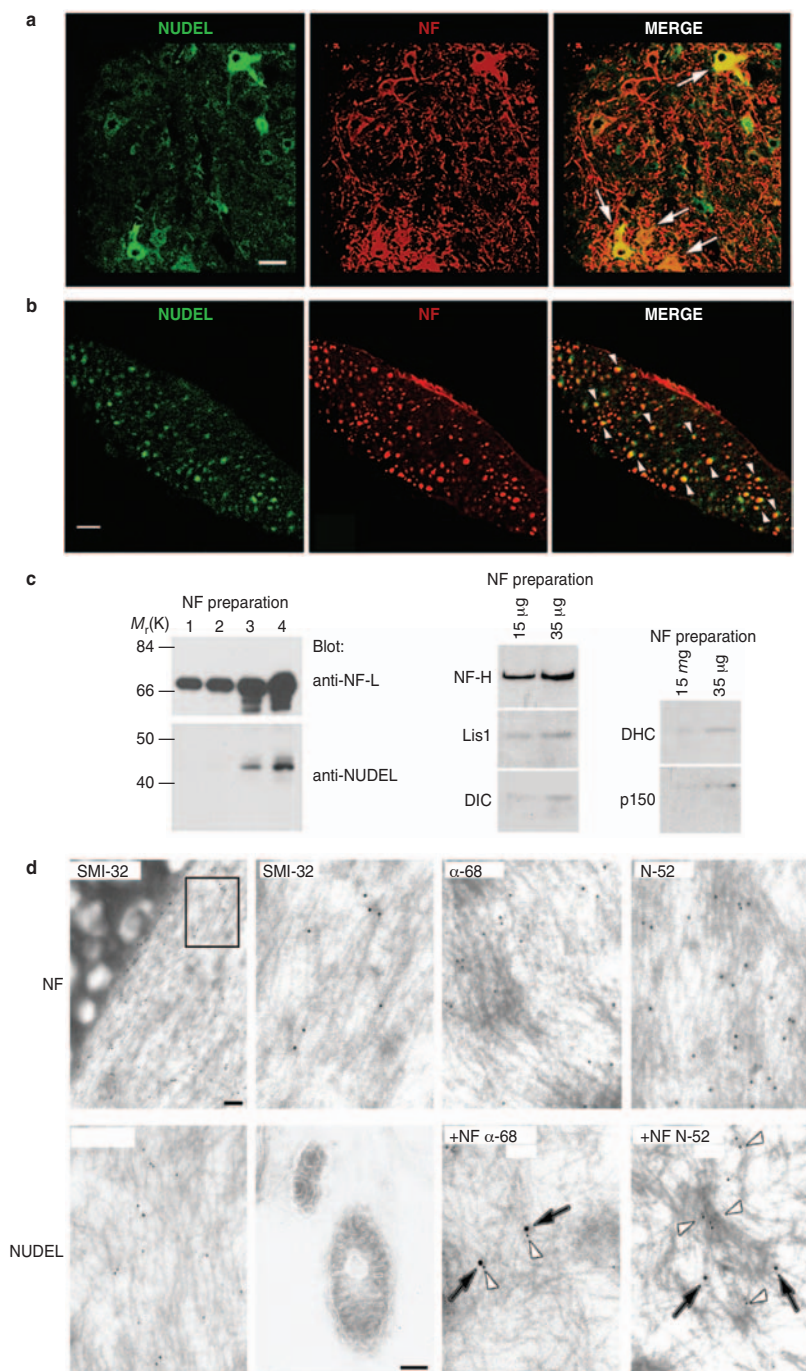 a
NUDEL NF MERGE
b
NUDEL NF MERGE
c
NF preparation
Mr(K) 1 2 3 4
84
66
50
40
Blot:
anti-NF-L
anti-NUDEL
NF preparation
15 µg 35 µg
NF-H
Lis1
DIC
NF preparation
15 mg 35 µg
DHC
p150
d
SMI-32 SMI-32 α-68 N-52
NF
+NF α-68 +NF N-52
NUDEL